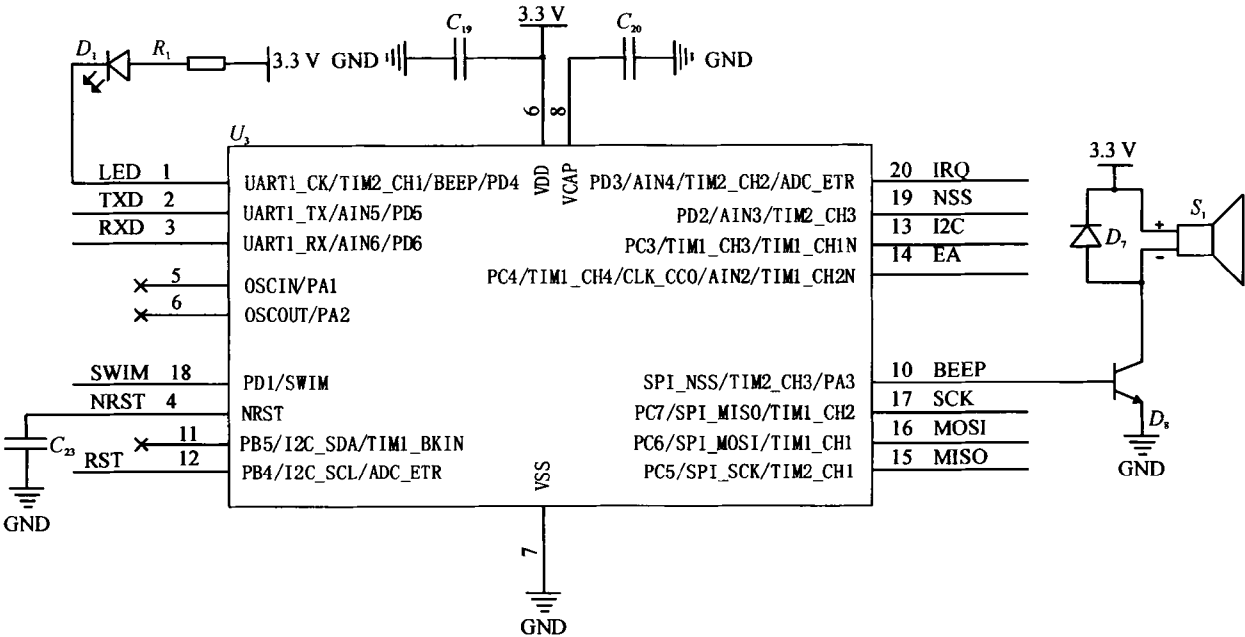 3.3 V
C₁₉
C₂₀
D₁
R₁
3.3 V
GND
GND
6
8
U₃
3.3 V
LED 1
UART1_CK/TIM2_CH1/BEEP/PD4
VDD
VCAP
PD3/AIN4/TIM2_CH2/ADC_ETR
20 IRQ
TXD 2
UART1_TX/AIN5/PD5
PD2/AIN3/TIM2_CH3
19 NSS
S₁
RXD 3
UART1_RX/AIN6/PD6
PC3/TIM1_CH3/TIM1_CH1N
13 I2C
+
D₇
-
5
OSCIN/PA1
PC4/TIM1_CH4/CLK_CCO/AIN2/TIM1_CH2N
14 EA
6
OSCOUT/PA2
SWIM 18
PD1/SWIM
SPI_NSS/TIM2_CH3/PA3
10 BEEP
NRST 4
NRST
PC7/SPI_MISO/TIM1_CH2
17 SCK
D₈
C₂₃
11
PB5/I2C_SDA/TIM1_BKIN
PC6/SPI_MOSI/TIM1_CH1
16 MOSI
RST 12
PB4/I2C_SCL/ADC_ETR
VSS
PC5/SPI_SCK/TIM2_CH1
15 MISO
GND
GND
7
GND